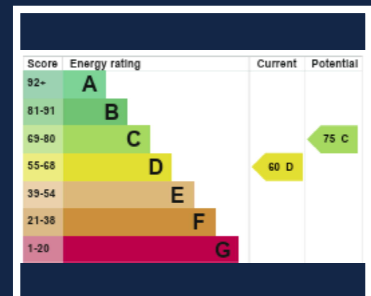 Score Energy rating Current Potential
92+ A
81-91 B
69-80 C 75 C
55-68 D 60 D
39-54 E
21-38 F
1-20 G